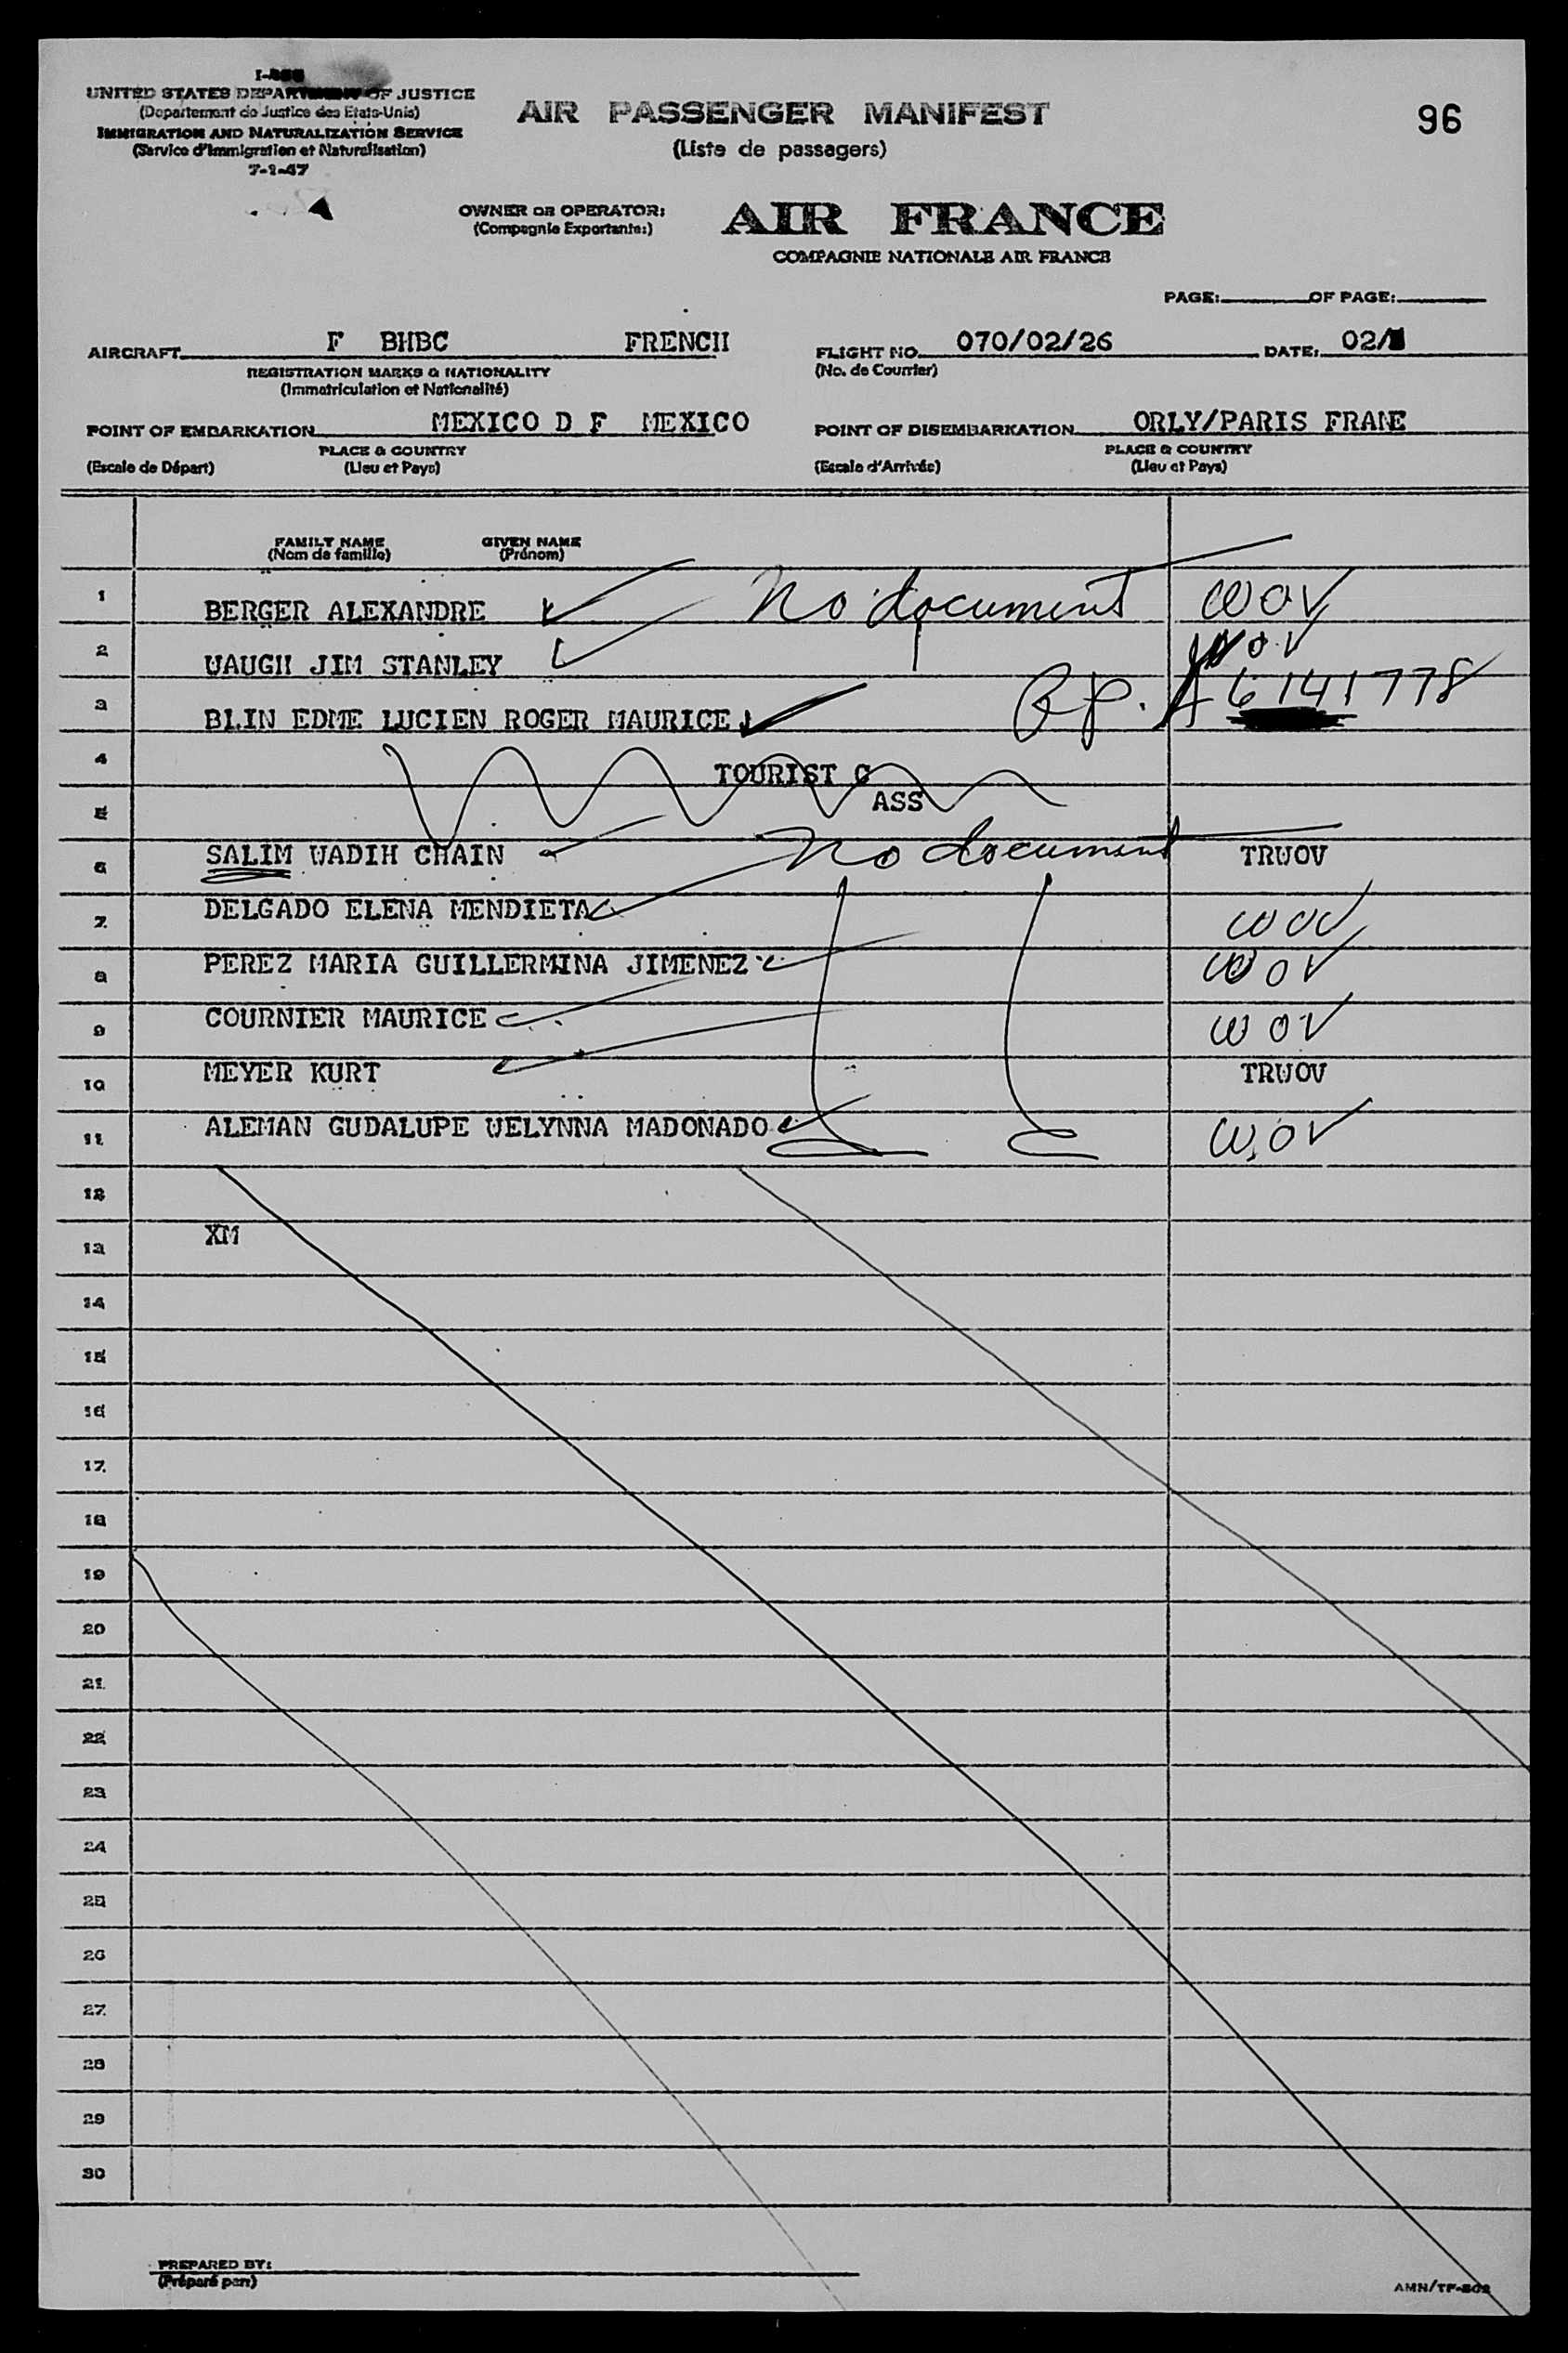 I-
UNITED STATES DEPARTMENT OF JUSTICE
(Departement de Justice des Etats-Unis)
IMMIGRATION AND NATURALIZATION SERVICE
(Service d'Immigration et Naturalisation)
7-1-47
AIR PASSENGER MANIFEST
(Liste de passagers)
96
OWNER OR OPERATOR:
(Compagnie Exportante:)
AIR FRANCE
COMPAGNIE NATIONALE AIR FRANCE
PAGE: OF PAGE:
AIRCRAFT F BHBC FRENCH
REGISTRATION MARKS & NATIONALITY
(Immatriculation et Nationalité)
FLIGHT NO. 070/02/26 DATE: 02/
(No. de Courrier)
POINT OF EMBARKATION MEXICO D F MEXICO
PLACE & COUNTRY
(Escale de Départ) (Lieu et Pays)
POINT OF DISEMBARKATION ORLY/PARIS FRANE
PLACE & COUNTRY
(Escale d'Arrivée) (Lieu et Pays)
FAMILY NAME GIVEN NAME
(Nom de famille) (Prénom)
1 BERGER ALEXANDRE No document WOV
2 WAUGH JIM STANLEY WOV
3 BLIN EDME LUCIEN ROGER MAURICE J R.P. A6141778
4 TOURIST C
5 ASS
6 SALIM WADIH CHAIN No document TRWOV
7 DELGADO ELENA MENDIETA WOV
8 PEREZ MARIA GUILLERMINA JIMENEZ WOV
9 COURNIER MAURICE WOV
10 MEYER KURT TRWOV
11 ALEMAN GUDALUPE WELYNNA MADONADO WOV
12
13 XM
14
15
16
17
18
19
20
21
22
23
24
25
26
27
28
29
30
PREPARED BY:
(Préparé par:)
AMN/TF-502